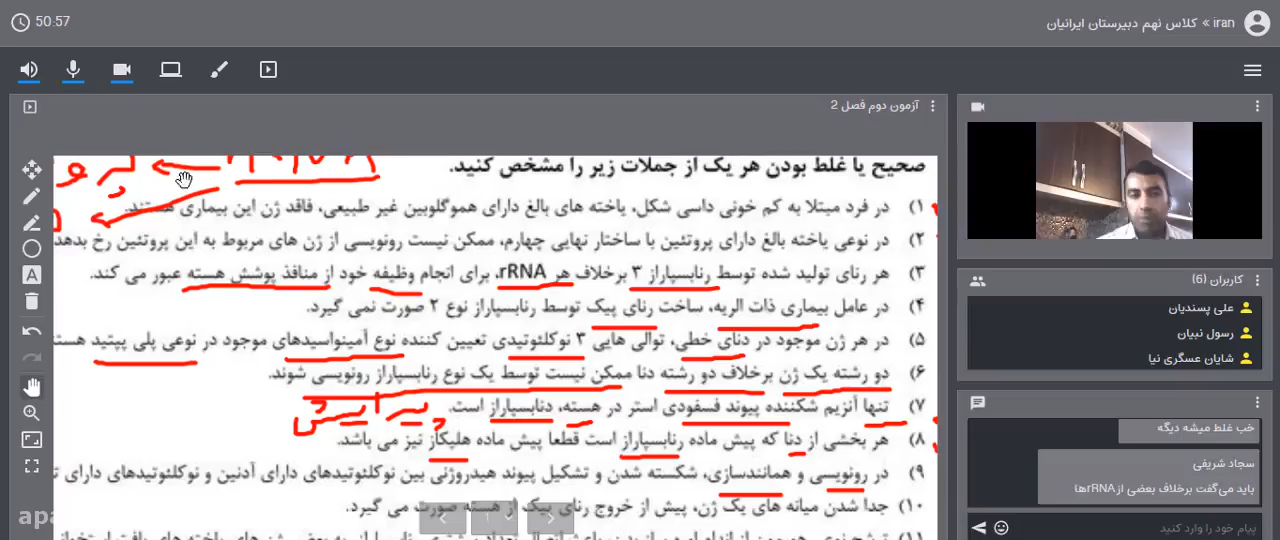 50:57
iran » کلاس نهم دبیرستان ایرانیان
آزمون دوم فصل 2
صحیح یا غلط بودن هر یک از جملات زیر را مشخص کنید.
۱) در فرد مبتلا به کم خونی داسی شکل، یاخته های بالغ دارای هموگلوبین غیر طبیعی، فاقد ژن این بیماری هستند.
۲) در نوعی یاخته بالغ دارای پروتئین با ساختار نهایی چهارم، ممکن نیست رونویسی از ژن های مربوط به این پروتئین رخ بدهد
۳) هر رنای تولید شده توسط رنابسپاراز ۳ برخلاف هر rRNA، برای انجام وظیفه خود از منافذ پوشش هسته عبور می کند.
۴) در عامل بیماری ذات الریه، ساخت رنای پیک توسط رنابسپاراز نوع ۲ صورت نمی گیرد.
۵) در هر ژن موجود در دنای خطی، توالی هایی ۳ نوکلئوتیدی تعیین کننده نوع آمینواسیدهای موجود در نوعی پلی پپتید هستند
۶) دو رشته یک ژن برخلاف دو رشته دنا ممکن نیست توسط یک نوع رنابسپاراز رونویسی شوند.
۷) تنها آنزیم شکننده پیوند فسفودی استر در هسته، دنابسپاراز است.
۸) هر بخشی از دنا که پیش ماده رنابسپاراز است قطعا پیش ماده هلیکاز نیز می باشد.
۹) در رونویسی و همانندسازی، شکسته شدن و تشکیل پیوند هیدروژنی بین نوکلئوتیدهای دارای آدنین و نوکلئوتیدهای دارای
۱۰) جدا شدن میانه های یک ژن، پیش از خروج رنای پیک از هسته صورت می گیرد.
کاربران (6)
علی پسندیان
رسول نبیان
شایان عسگری نیا
خب غلط میشه دیگه
سجاد شریفی
باید می‌گفت برخلاف بعضی از rRNAها
پیام خود را وارد کنید